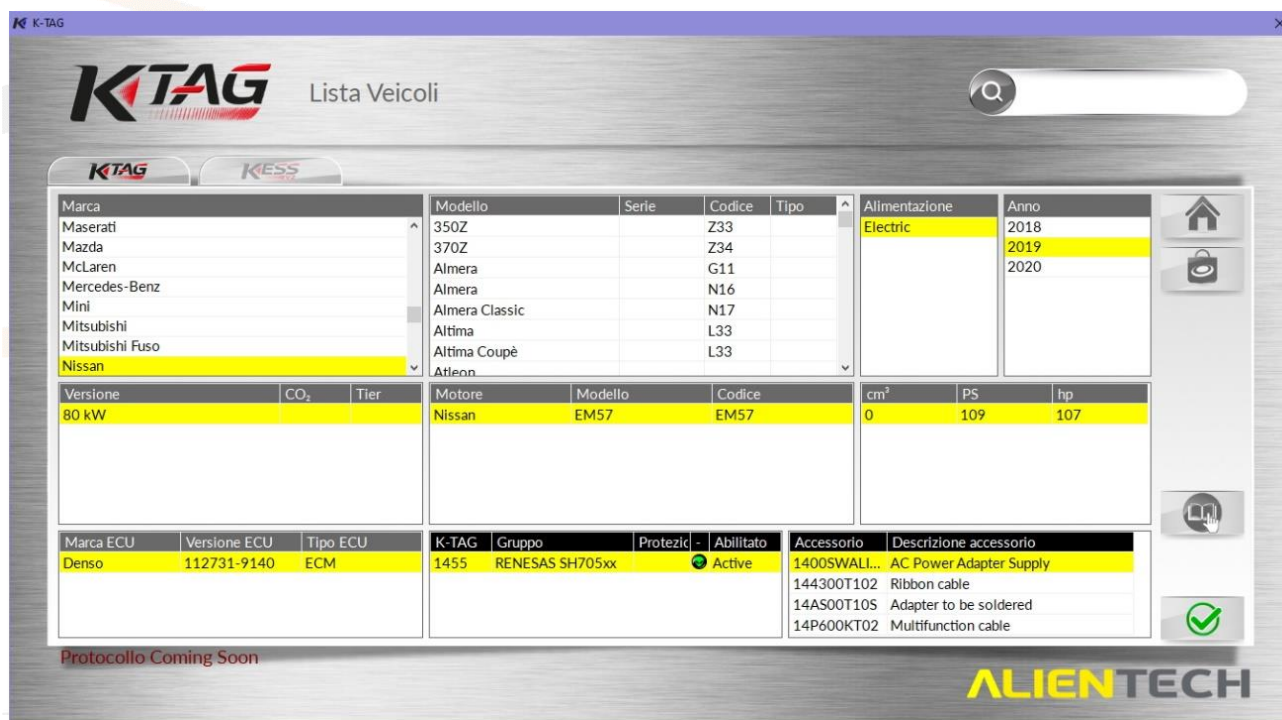 K-TAG
KTAG Lista Veicoli
KTAG KESS
Marca
Maserati
Mazda
McLaren
Mercedes-Benz
Mini
Mitsubishi
Mitsubishi Fuso
Nissan
Modello Serie Codice Tipo
350Z Z33
370Z Z34
Almera G11
Almera N16
Almera Classic N17
Altima L33
Altima Coupè L33
Atleon
Alimentazione
Electric
Anno
2018
2019
2020
Versione CO₂ Tier
80 kW
Motore Modello Codice
Nissan EM57 EM57
cm³ PS hp
0 109 107
Marca ECU Versione ECU Tipo ECU
Denso 112731-9140 ECM
K-TAG Gruppo Protezic - Abilitato
1455 RENESAS SH705xx Active
Accessorio Descrizione accessorio
1400SWALI... AC Power Adapter Supply
144300T102 Ribbon cable
14AS00T10S Adapter to be soldered
14P600KT02 Multifunction cable
Protocollo Coming Soon
ALIENTECH